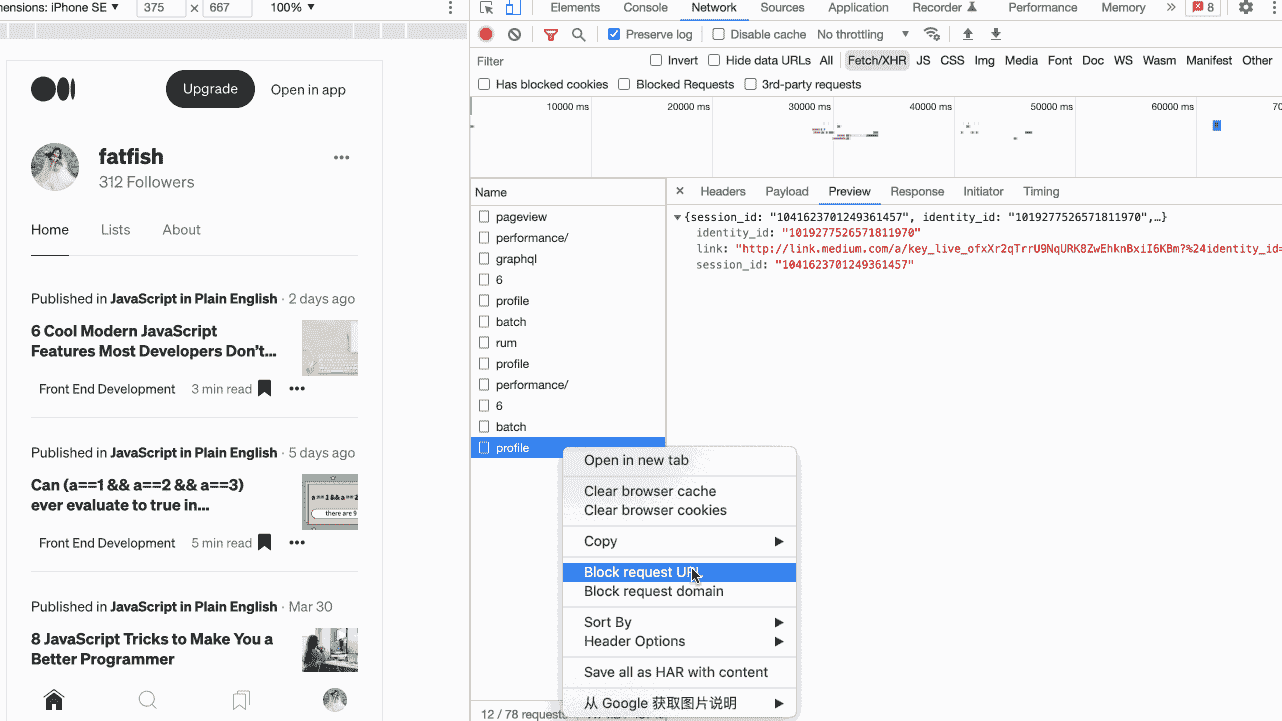 mensions: iPhone SE ▼ 375 × 667 100% ▼
Elements Console Network Sources Application Recorder Performance Memory » 8
Preserve log Disable cache No throttling ▼
Filter Invert Hide data URLs All Fetch/XHR JS CSS Img Media Font Doc WS Wasm Manifest Other
Has blocked cookies Blocked Requests 3rd-party requests
10000 ms 20000 ms 30000 ms 40000 ms 50000 ms 60000 ms 70
Upgrade Open in app
fatfish
312 Followers
Home Lists About
Published in JavaScript in Plain English · 2 days ago
6 Cool Modern JavaScript
Features Most Developers Don't...
Front End Development 3 min read
Published in JavaScript in Plain English · 5 days ago
Can (a==1 && a==2 && a==3)
ever evaluate to true in...
a == 1 && a == 2
there are 9
Front End Development 5 min read
Published in JavaScript in Plain English · Mar 30
8 JavaScript Tricks to Make You a
Better Programmer
Name
pageview
performance/
graphql
6
profile
batch
rum
profile
performance/
6
batch
profile
12 / 78 requests
× Headers Payload Preview Response Initiator Timing
▼{session_id: "1041623701249361457", identity_id: "1019277526571811970",…}
identity_id: "1019277526571811970"
link: "http://link.medium.com/a/key_live_ofxXr2qTrrU9NqURK8ZwEhknBxiI6KBm?%24identity_id=
session_id: "1041623701249361457"
Open in new tab
Clear browser cache
Clear browser cookies
Copy
Block request URL
Block request domain
Sort By
Header Options
Save all as HAR with content
从 Google 获取图片说明